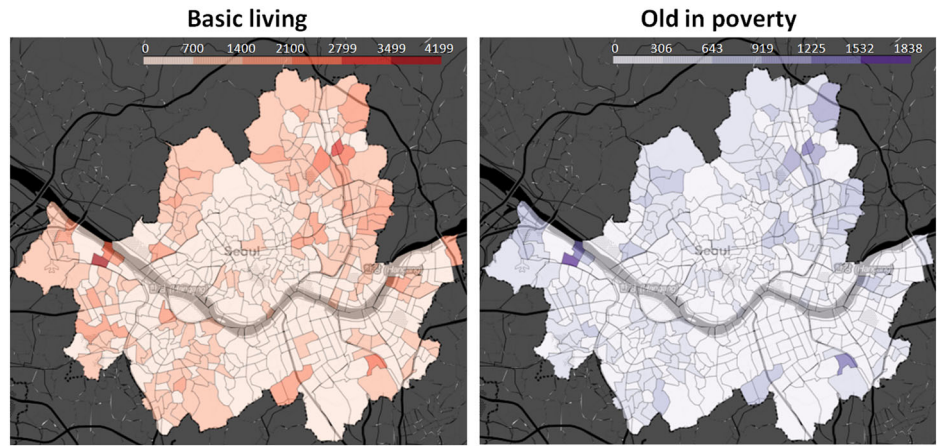 Basic living
0 700 1400 2100 2799 3499 4199
Seoul
Old in poverty
0 306 643 919 1225 1532 1838
Seoul